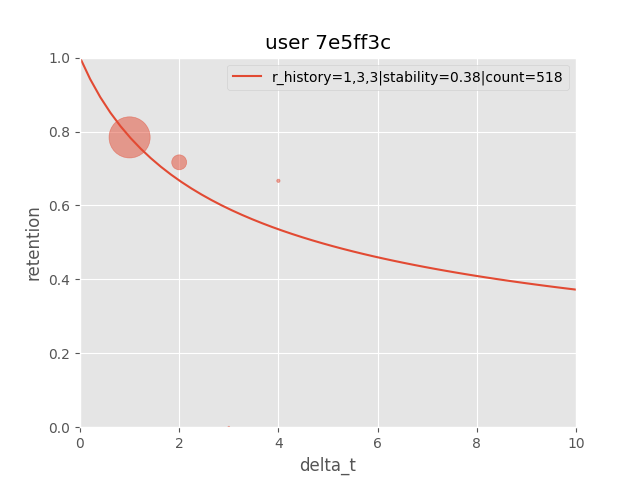 user 7e5ff3c
r_history=1,3,3|stability=0.38|count=518
retention
1.0
0.8
0.6
0.4
0.2
0.0
0 2 4 6 8 10
delta_t